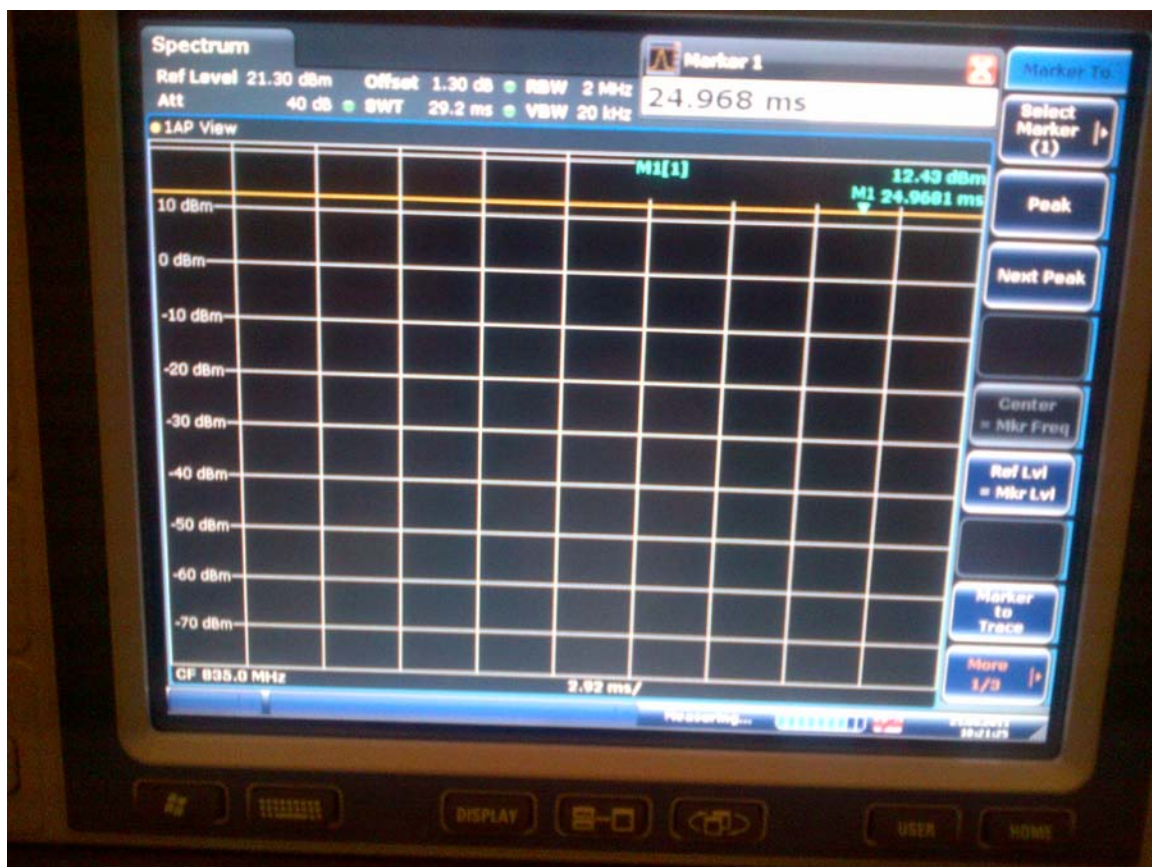 Spectrum
Ref Level 21.30 dBm Offset 1.30 dB RBW 2 MHz
Att 40 dB SWT 29.2 ms VBW 20 kHz
Marker 1
24.968 ms
1AP View
M1[1] 12.43 dBm
M1 24.9681 ms
10 dBm
0 dBm
-10 dBm
-20 dBm
-30 dBm
-40 dBm
-50 dBm
-60 dBm
-70 dBm
CF 835.0 MHz 2.92 ms/
Measuring...
10:21:25
Marker To
Select
Marker
(1)
Peak
Next Peak
Center
= Mkr Freq
Ref Lvl
= Mkr Lvl
Marker
to
Trace
More
1/3
DISPLAY
USER
HOME